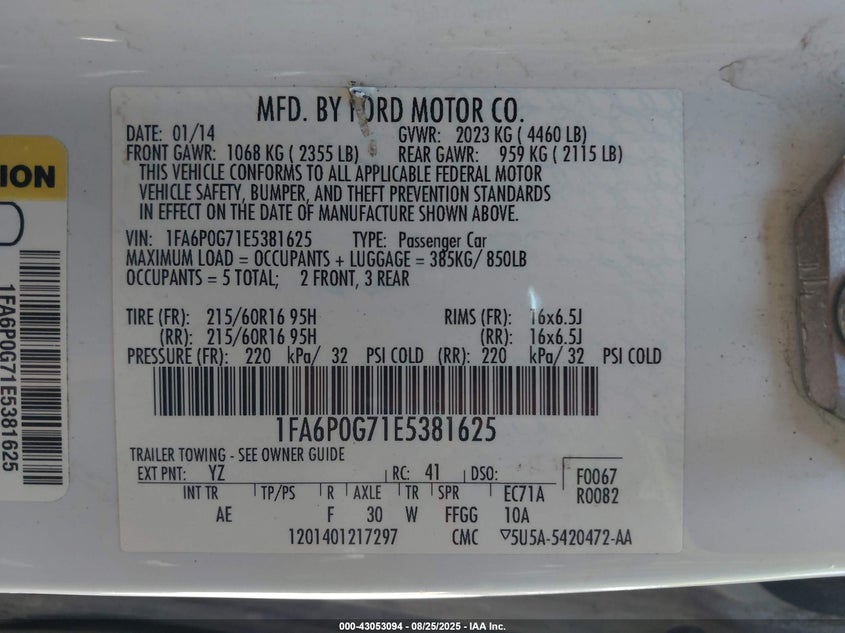 MFD. BY FORD MOTOR CO.
DATE: 01/14 GVWR: 2023 KG ( 4460 LB)
FRONT GAWR: 1068 KG ( 2355 LB) REAR GAWR: 959 KG ( 2115 LB)
THIS VEHICLE CONFORMS TO ALL APPLICABLE FEDERAL MOTOR
VEHICLE SAFETY, BUMPER, AND THEFT PREVENTION STANDARDS
IN EFFECT ON THE DATE OF MANUFACTURE SHOWN ABOVE.
VIN: 1FA6P0G71E5381625 TYPE: Passenger Car
MAXIMUM LOAD = OCCUPANTS + LUGGAGE = 385KG/ 850LB
OCCUPANTS = 5 TOTAL; 2 FRONT, 3 REAR
TIRE (FR): 215/60R16 95H RIMS (FR): 16x6.5J
(RR): 215/60R16 95H (RR): 16x6.5J
PRESSURE (FR): 220 kPa/ 32 PSI COLD (RR): 220 kPa/ 32 PSI COLD
1FA6P0G71E5381625
TRAILER TOWING - SEE OWNER GUIDE
EXT PNT: YZ RC: 41 DSO: F0067
INT TR TP/PS R AXLE TR SPR EC71A R0082
AE F 30 W FFGG 10A
1201401217297 CMC ▽5U5A-5420472-AA
ION
1FA6P0G71E5381625
000-43053094 - 08/25/2025 - IAA Inc.